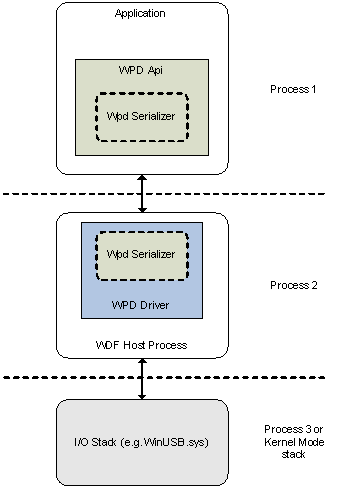 Application
WPD Api
Wpd Serializer
Process 1
Wpd Serializer
WPD Driver
WDF Host Process
Process 2
I/O Stack (e.g.WinUSB.sys)
Process 3 or
Kernel Mode
stack